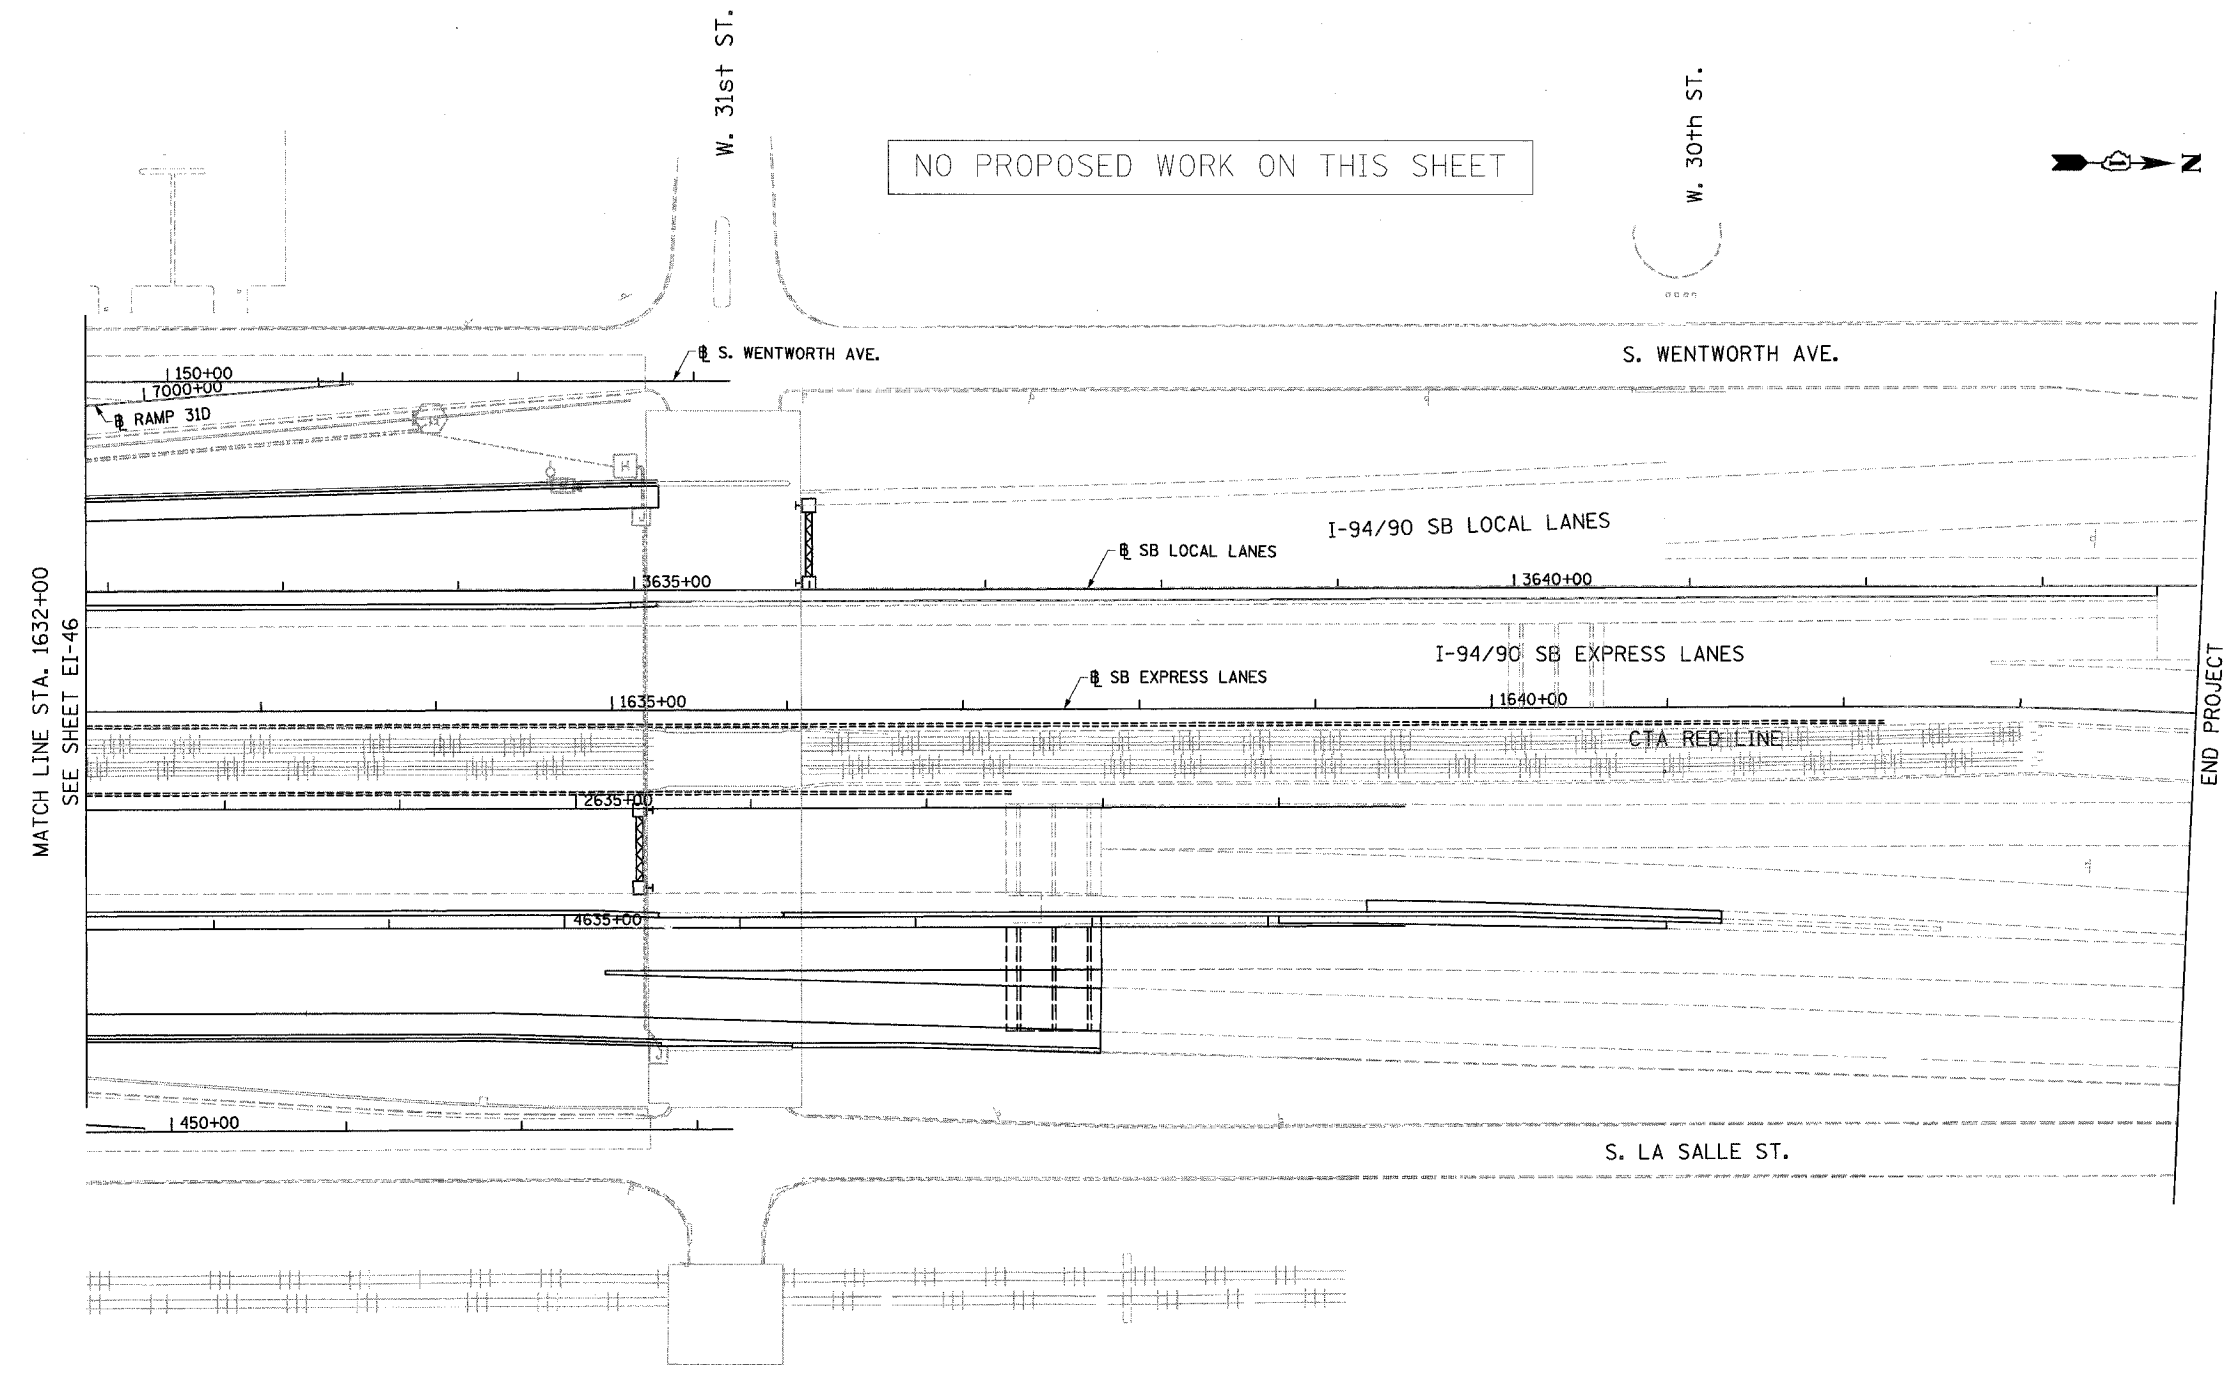 W. 31st ST.
NO PROPOSED WORK ON THIS SHEET
W. 30th ST.
N
℄ S. WENTWORTH AVE.
S. WENTWORTH AVE.
150+00
7000+00
℄ RAMP 31D
H
I-94/90 SB LOCAL LANES
℄ SB LOCAL LANES
3635+00
3640+00
MATCH LINE STA. 1632+00
SEE SHEET EI-46
I-94/90 SB EXPRESS LANES
℄ SB EXPRESS LANES
1635+00
1640+00
CTA RED LINE
END PROJECT
2635+00
4635+00
450+00
S. LA SALLE ST.